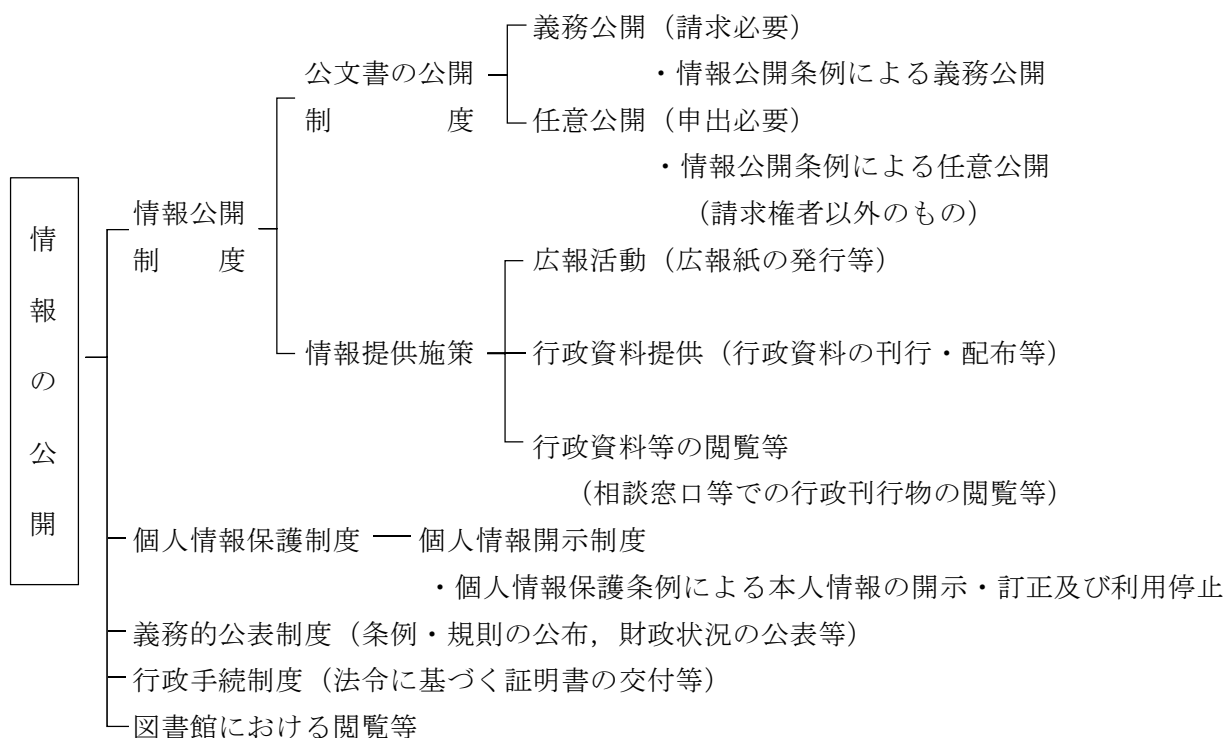 義務公開（請求必要）
公文書の公開
・情報公開条例による義務公開
制度
任意公開（申出必要）
・情報公開条例による任意公開
情報公開
（請求権者以外のもの）
制度
広報活動（広報紙の発行等）
情報の公開
情報提供施策
行政資料提供（行政資料の刊行・配布等）
行政資料等の閲覧等
（相談窓口等での行政刊行物の閲覧等）
個人情報保護制度 個人情報開示制度
・個人情報保護条例による本人情報の開示・訂正及び利用停止
義務的公表制度（条例・規則の公布，財政状況の公表等）
行政手続制度（法令に基づく証明書の交付等）
図書館における閲覧等